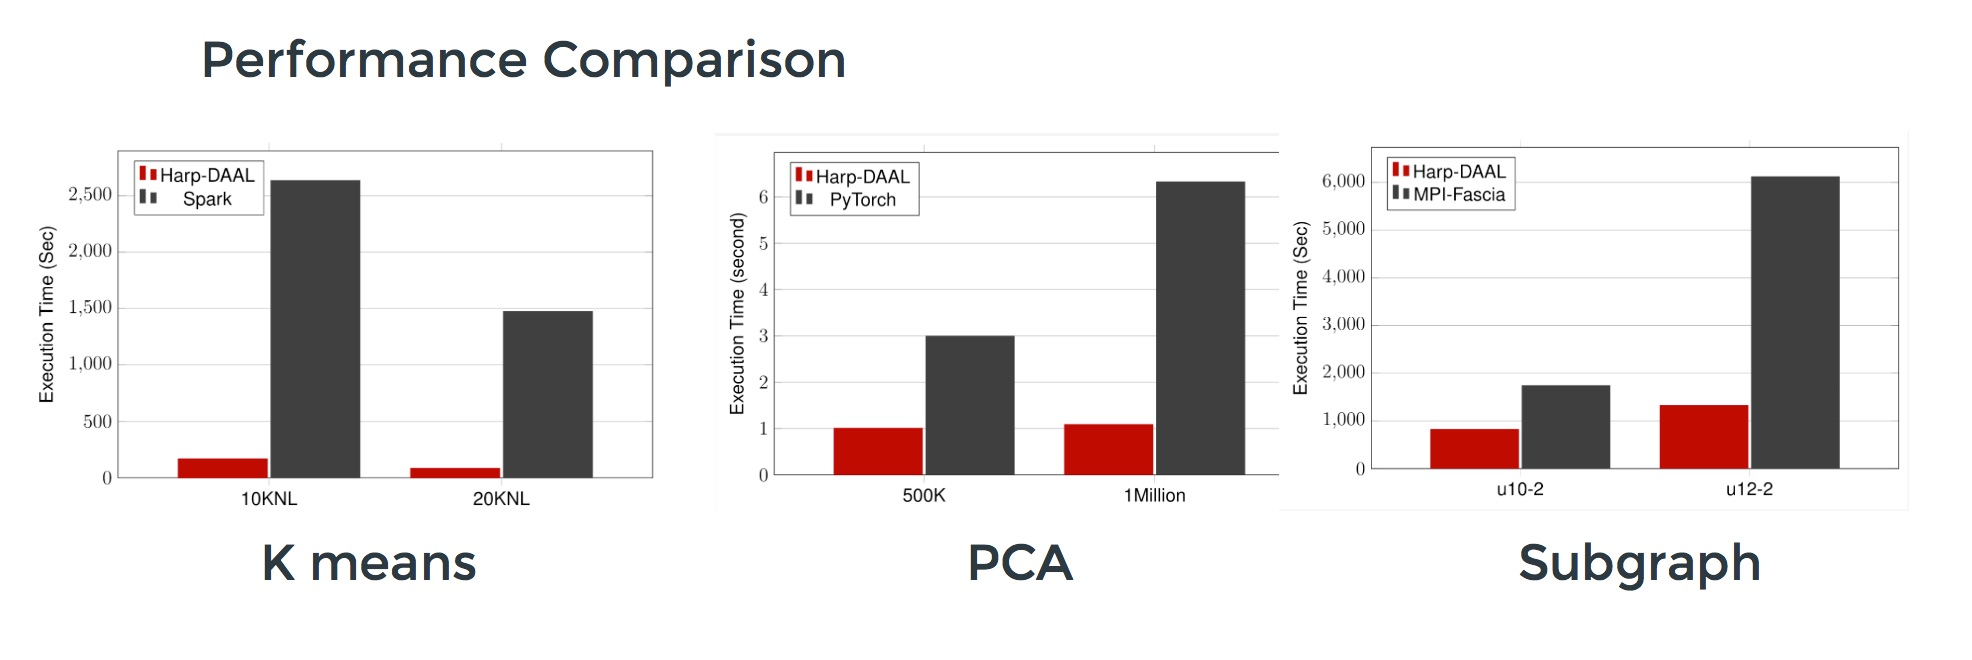 Performance Comparison
Harp-DAAL
Spark
Execution Time (Sec)
2,500
2,000
1,500
1,000
500
0
10KNL
20KNL
K means
Harp-DAAL
PyTorch
Execution Time (second)
6
5
4
3
2
1
0
500K
1Million
PCA
Harp-DAAL
MPI-Fascia
Execution Time (Sec)
6,000
5,000
4,000
3,000
2,000
1,000
0
u10-2
u12-2
Subgraph